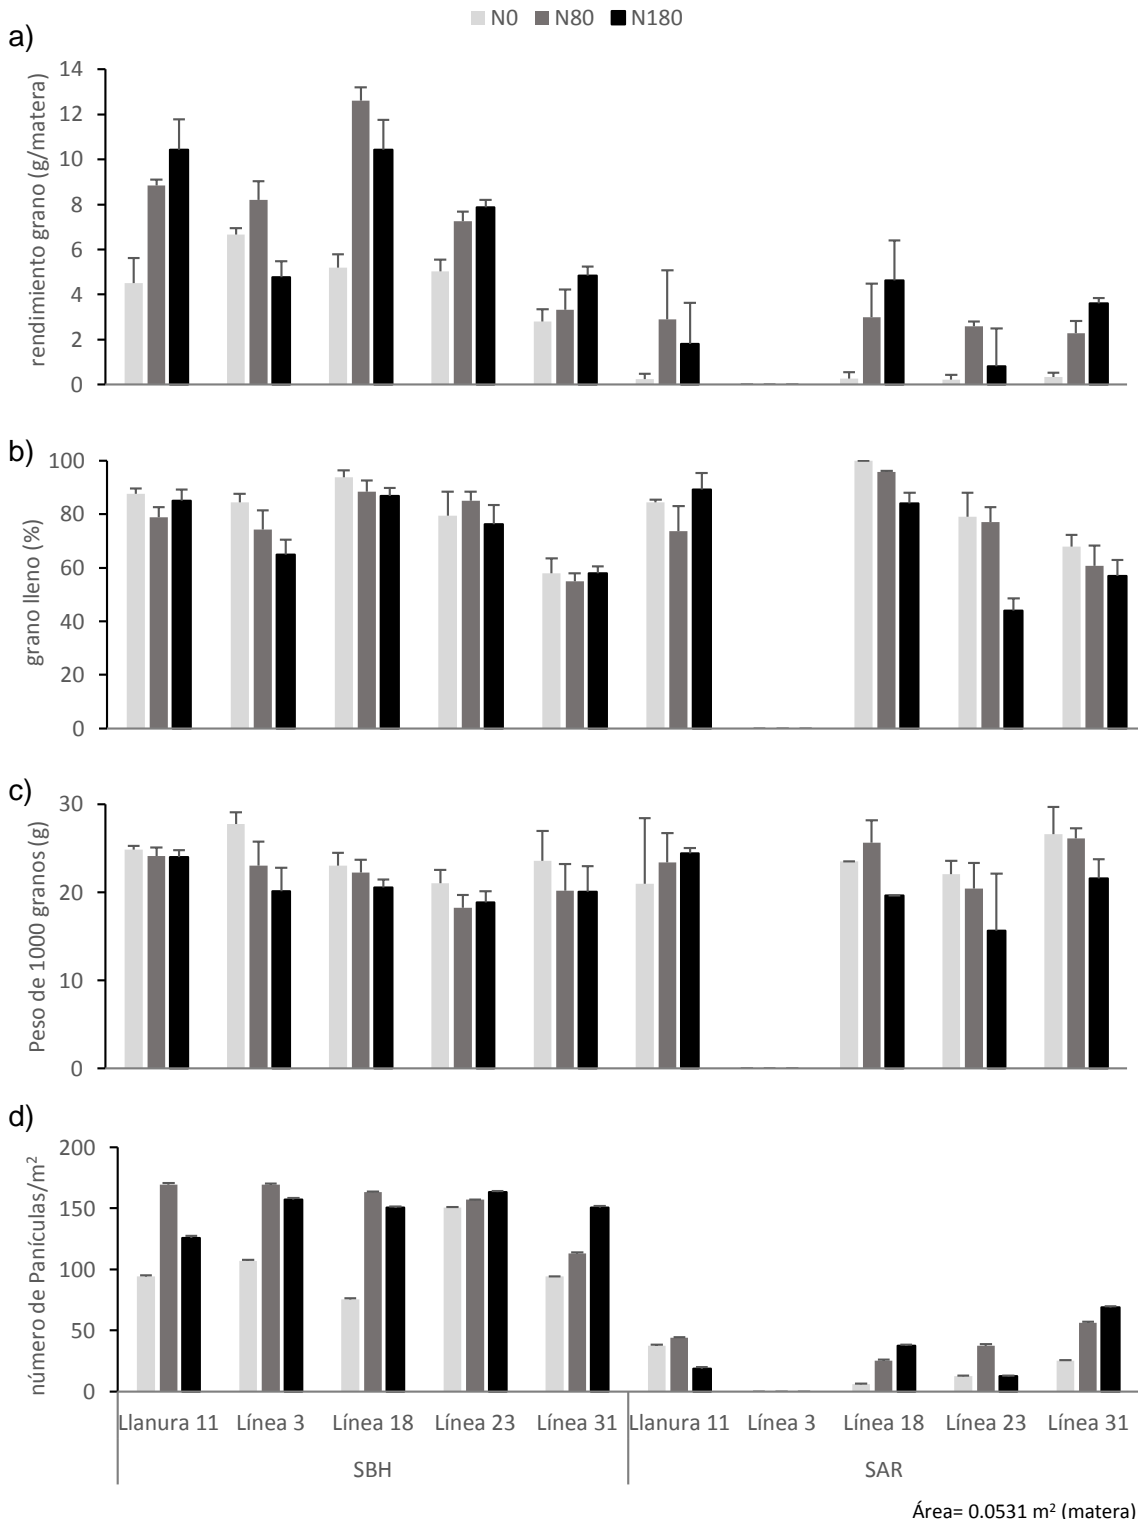 N0 N80 N180
a)
rendimiento grano (g/matera)
14
12
10
8
6
4
2
0
b)
grano lleno (%)
100
80
60
40
20
0
c)
Peso de 1000 granos (g)
30
20
10
0
d)
número de Panículas/m²
200
150
100
50
0
Llanura 11 Línea 3 Línea 18 Línea 23 Línea 31 Llanura 11 Línea 3 Línea 18 Línea 23 Línea 31
SBH SAR
Área= 0.0531 m² (matera)